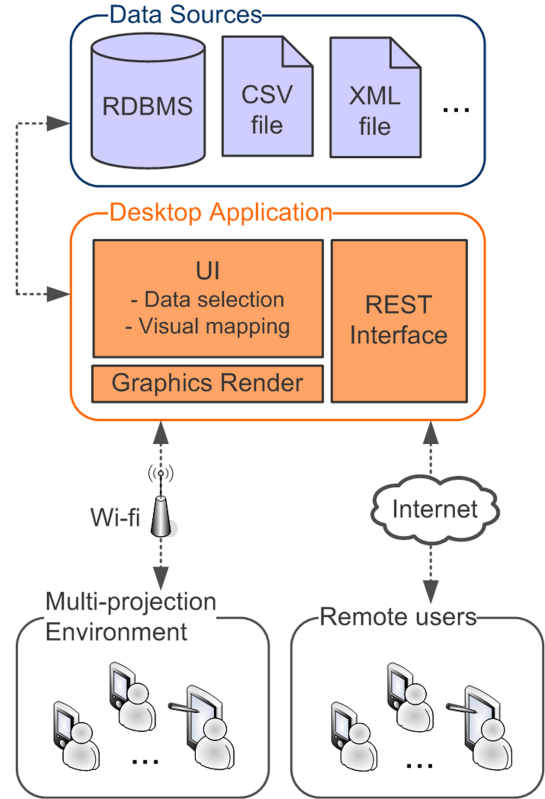 Data Sources
RDBMS
CSV
file
XML
file
...
Desktop Application
UI
- Data selection
- Visual mapping
Graphics Render
REST
Interface
Wi-fi
Internet
Multi-projection
Environment
...
Remote users
...